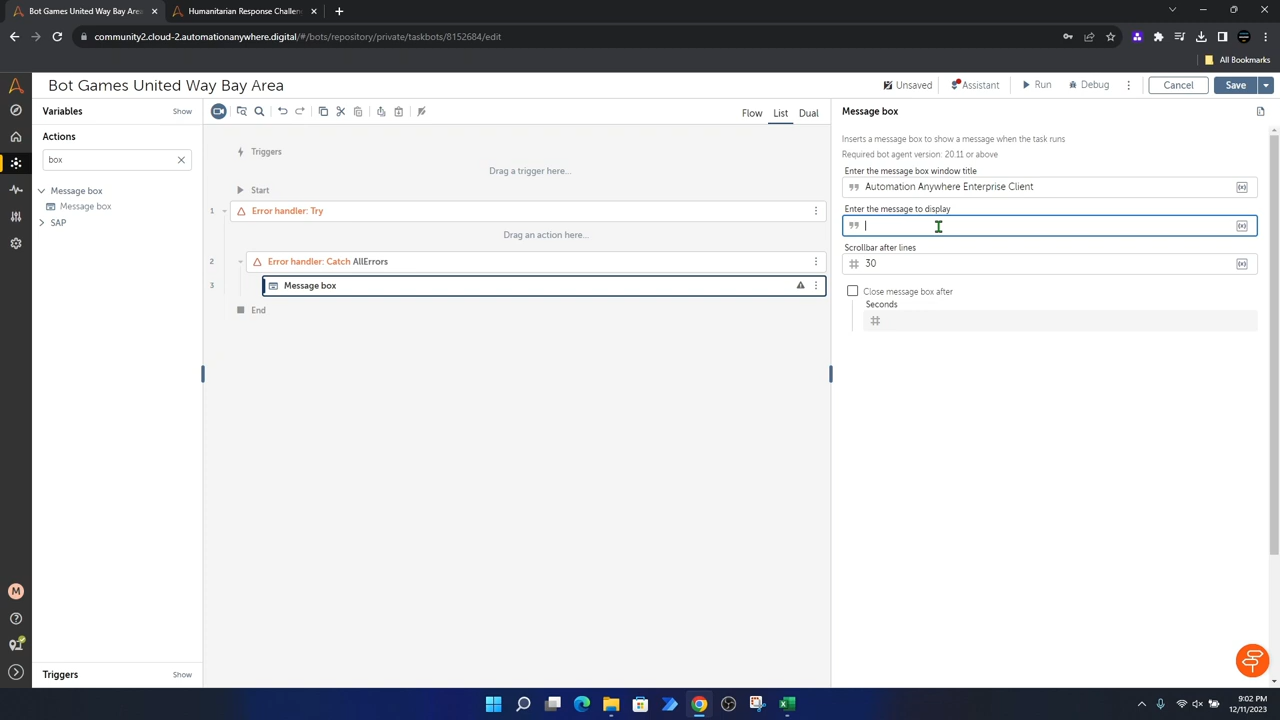 Bot Games United Way Bay Area
Humanitarian Response Challen
community2.cloud-2.automationanywhere.digital/#/bots/repository/private/taskbots/8152684/edit
All Bookmarks
Bot Games United Way Bay Area
Unsaved
Assistant
Run
Debug
Cancel
Save
Variables
Show
Flow
List
Dual
Message box
Actions
box
Message box
Message box
SAP
Triggers
Drag a trigger here...
Start
1
Error handler: Try
Drag an action here...
2
Error handler: Catch AllErrors
3
Message box
End
Inserts a message box to show a message when the task runs
Required bot agent version: 20.11 or above
Enter the message box window title
Automation Anywhere Enterprise Client
Enter the message to display
Scrollbar after lines
30
Close message box after
Seconds
M
Triggers
Show
9:02 PM
12/11/2023